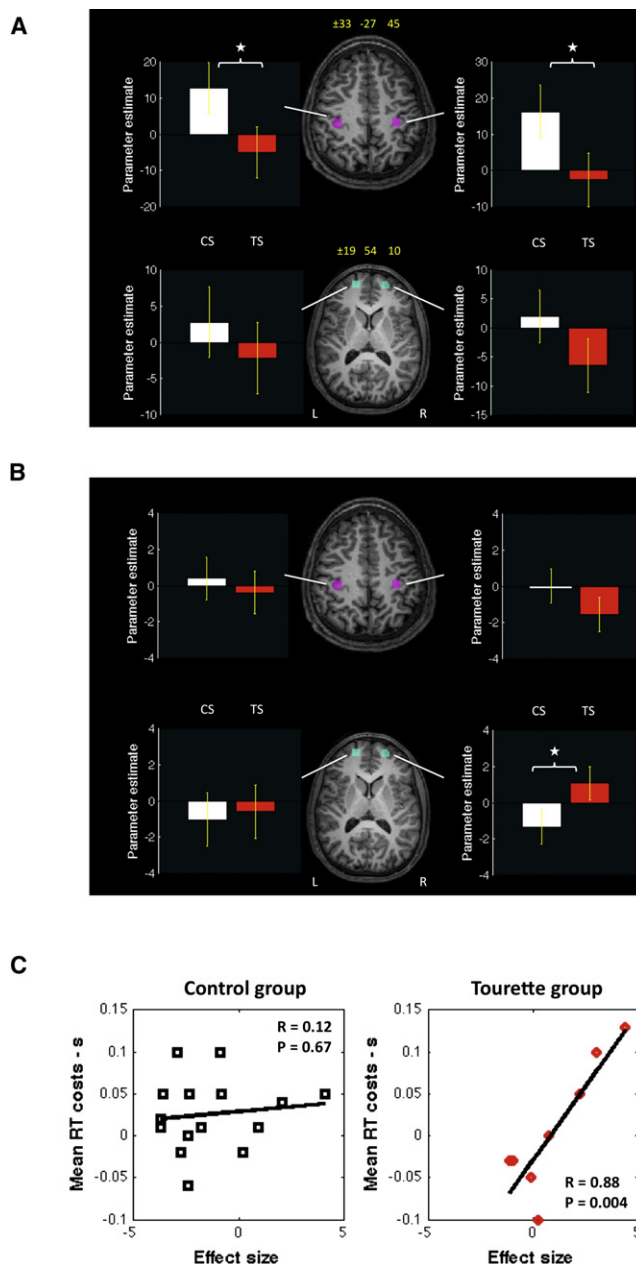 A
±33 -27 45
Parameter estimate
20
10
0
-10
-20
Parameter estimate
30
20
10
0
-10
CS TS
CS TS
±19 54 10
Parameter estimate
10
5
0
-5
-10
Parameter estimate
10
5
0
-5
-10
-15
L R
B
Parameter estimate
4
2
0
-2
-4
Parameter estimate
4
2
0
-2
-4
CS TS
CS TS
Parameter estimate
4
2
0
-2
-4
Parameter estimate
4
2
0
-2
-4
L R
C
Control group
Mean RT costs - s
0.15
0.1
0.05
0
-0.05
-0.1
R = 0.12
P = 0.67
-5 0 5
Effect size
Tourette group
Mean RT costs - s
0.15
0.1
0.05
0
-0.05
-0.1
R = 0.88
P = 0.004
-5 0 5
Effect size